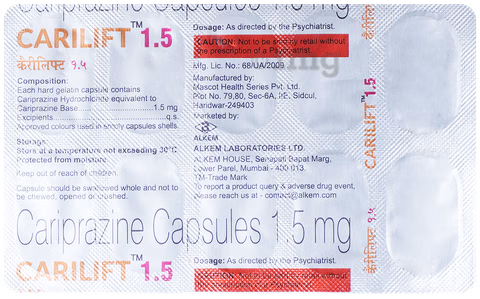 Cariprazine Capsules 1.5 mg
CARILIFT™ 1.5
कैरीलिफ्ट १.५
Composition:
Each hard gelatin capsule contains
Cariprazine Hydrochloride equivalent to
Cariprazine Base.....................1.5 mg
Excipients.....................q.s.
Approved colours used in empty capsules shells.
Storage:
Store at a temperature not exceeding 30°C
Protected from moisture
Keep out of reach of children.
Capsule should be swallowed whole and not to
be chewed, opened or crushed.
Dosage: As directed by the Psychiatrist.
CAUTION: Not to be sold by retail without
the prescription of a Psychiatrist.
Mfg. Lic. No.: 68/UA/2009
Manufactured by:
Mascot Health Series Pvt. Ltd.
Plot No. 79,80, Sec-6A, IIE, Sidcul,
Haridwar-249403
Marketed by:
ALKEM
ALKEM LABORATORIES LTD.
ALKEM HOUSE, Senapati Bapat Marg,
Lower Parel, Mumbai - 400 013.
TM-Trade Mark
To report a product query & adverse drug event,
Please reach us at - contact@alkem.com
CARILIFT™ 1.5
कैरीलिफ्ट १.५
Cariprazine Capsules 1.5 mg
CARILIFT™ 1.5
Dosage: As directed by the Psychiatrist.